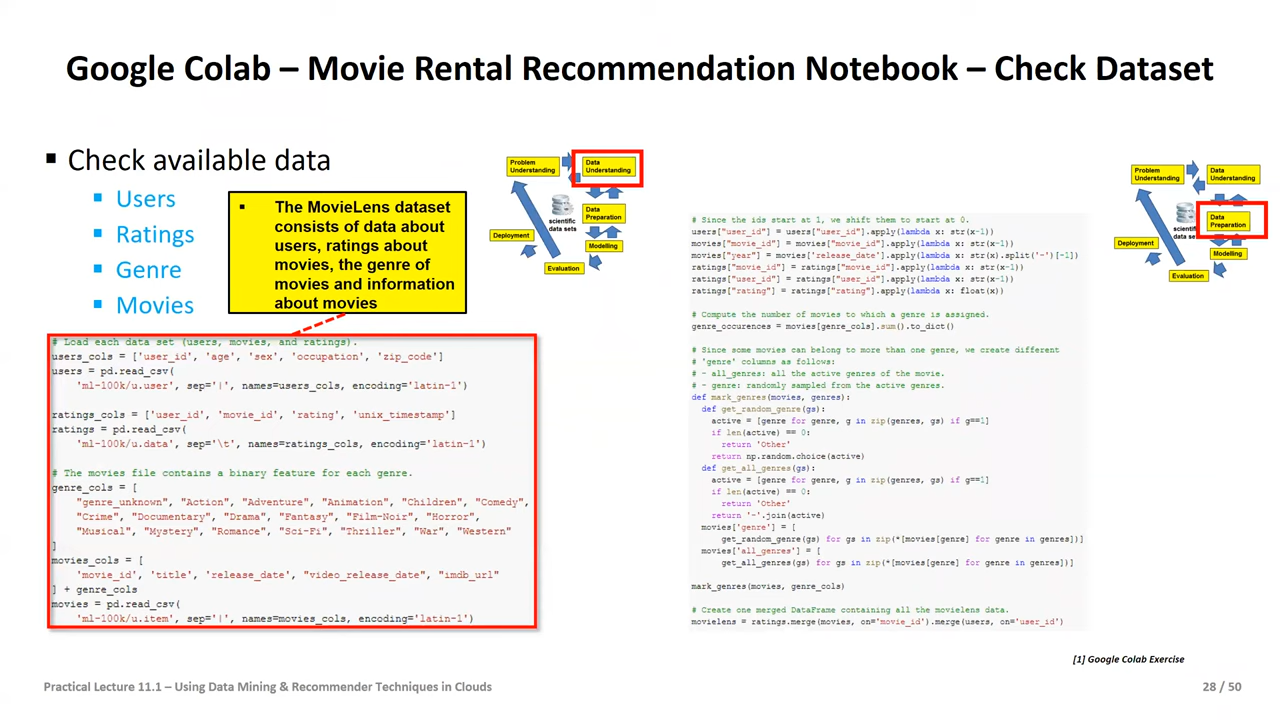 Google Colab – Movie Rental Recommendation Notebook – Check Dataset
▪ Check available data
▪ Users
▪ Ratings
▪ Genre
▪ Movies
▪ The MovieLens dataset
consists of data about
users, ratings about
movies, the genre of
movies and information
about movies
Problem
Understanding
Data
Understanding
scientific
data sets
Data
Preparation
Modelling
Evaluation
Deployment
# Load each data set (users, movies, and ratings).
users_cols = ['user_id', 'age', 'sex', 'occupation', 'zip_code']
users = pd.read_csv(
'ml-100k/u.user', sep='|', names=users_cols, encoding='latin-1')
ratings_cols = ['user_id', 'movie_id', 'rating', 'unix_timestamp']
ratings = pd.read_csv(
'ml-100k/u.data', sep='\t', names=ratings_cols, encoding='latin-1')
# The movies file contains a binary feature for each genre.
genre_cols = [
"genre_unknown", "Action", "Adventure", "Animation", "Children", "Comedy",
"Crime", "Documentary", "Drama", "Fantasy", "Film-Noir", "Horror",
"Musical", "Mystery", "Romance", "Sci-Fi", "Thriller", "War", "Western"
]
movies_cols = [
'movie_id', 'title', 'release_date', "video_release_date", "imdb_url"
] + genre_cols
movies = pd.read_csv(
'ml-100k/u.item', sep='|', names=movies_cols, encoding='latin-1')
Problem
Understanding
Data
Understanding
Data
Preparation
Modelling
Evaluation
Deployment
# Since the ids start at 1, we shift them to start at 0.
users["user_id"] = users["user_id"].apply(lambda x: str(x-1))
movies["movie_id"] = movies["movie_id"].apply(lambda x: str(x-1))
movies["year"] = movies['release_date'].apply(lambda x: str(x).split('-')[-1])
ratings["movie_id"] = ratings["movie_id"].apply(lambda x: str(x-1))
ratings["user_id"] = ratings["user_id"].apply(lambda x: str(x-1))
ratings["rating"] = ratings["rating"].apply(lambda x: float(x))
# Compute the number of movies to which a genre is assigned.
genre_occurences = movies[genre_cols].sum().to_dict()
# Since some movies can belong to more than one genre, we create different
# 'genre' columns as follows:
# - all_genres: all the active genres of the movie.
# - genre: randomly sampled from the active genres.
def mark_genres(movies, genres):
def get_random_genre(gs):
active = [genre for genre, g in zip(genres, gs) if g==1]
if len(active) == 0:
return 'Other'
return np.random.choice(active)
def get_all_genres(gs):
active = [genre for genre, g in zip(genres, gs) if g==1]
if len(active) == 0:
return 'Other'
return '-'.join(active)
movies['genre'] = [
get_random_genre(gs) for gs in zip(*[movies[genre] for genre in genres])]
movies['all_genres'] = [
get_all_genres(gs) for gs in zip(*[movies[genre] for genre in genres])]
mark_genres(movies, genre_cols)
# Create one merged DataFrame containing all the movielens data.
movielens = ratings.merge(movies, on='movie_id').merge(users, on='user_id')
[1] Google Colab Exercise
Practical Lecture 11.1 – Using Data Mining & Recommender Techniques in Clouds
28 / 50